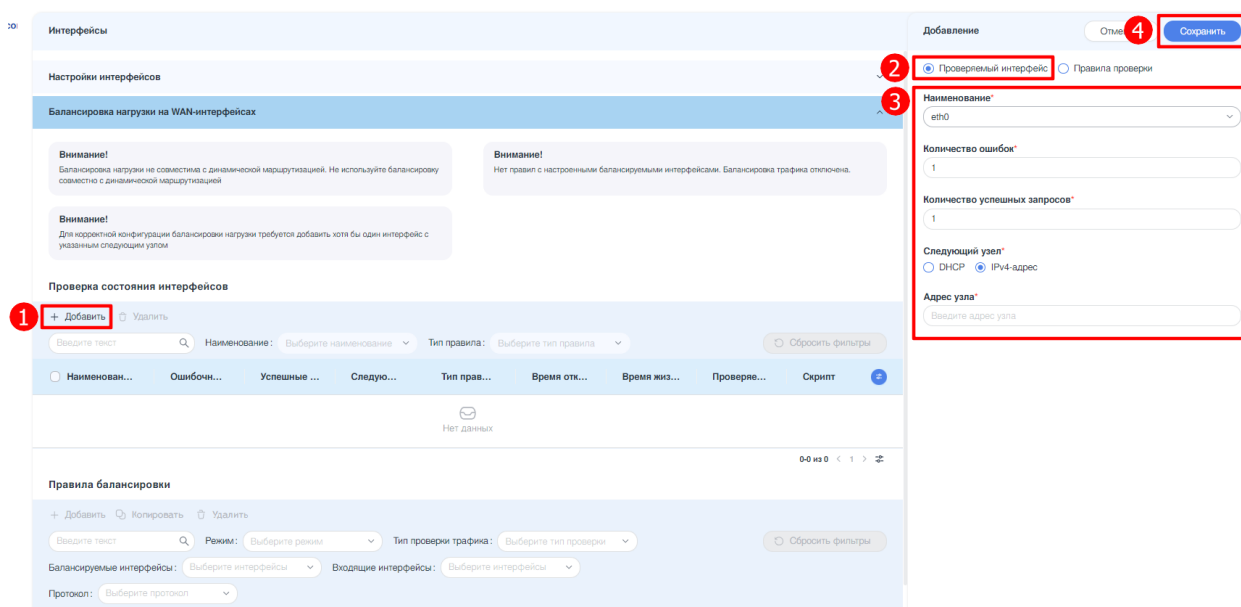 Интерфейсы
Добавление
Отме
4
Сохранить
Настройки интерфейсов
2
Проверяемый интерфейс
Правила проверки
Балансировка нагрузки на WAN-интерфейсах
3
Наименование*
eth0
Внимание!
Балансировка нагрузки не совместима с динамической маршрутизацией. Не используйте балансировку
совместно с динамической маршрутизацией
Внимание!
Нет правил с настроенными балансируемыми интерфейсами. Балансировка трафика отключена.
Количество ошибок*
1
Количество успешных запросов*
1
Внимание!
Для корректной конфигурации балансировки нагрузки требуется добавить хотя бы один интерфейс с
указанным следующим узлом
Следующий узел*
DHCP
IPv4-адрес
Проверка состояния интерфейсов
Адрес узла*
Введите адрес узла
1
+ Добавить
Удалить
Введите текст
Наименование:
Выберите наименование
Тип правила:
Выберите тип правила
Сбросить фильтры
Наименован...
Ошибочн...
Успешные ...
Следую...
Тип прав...
Время отк...
Время жиз...
Проверяе...
Скрипт
Нет данных
0-0 из 0 < 1 >
Правила балансировки
+ Добавить
Копировать
Удалить
Введите текст
Режим:
Выберите режим
Тип проверки трафика:
Выберите тип проверки
Сбросить фильтры
Балансируемые интерфейсы:
Выберите интерфейсы
Входящие интерфейсы:
Выберите интерфейсы
Протокол:
Выберите протокол